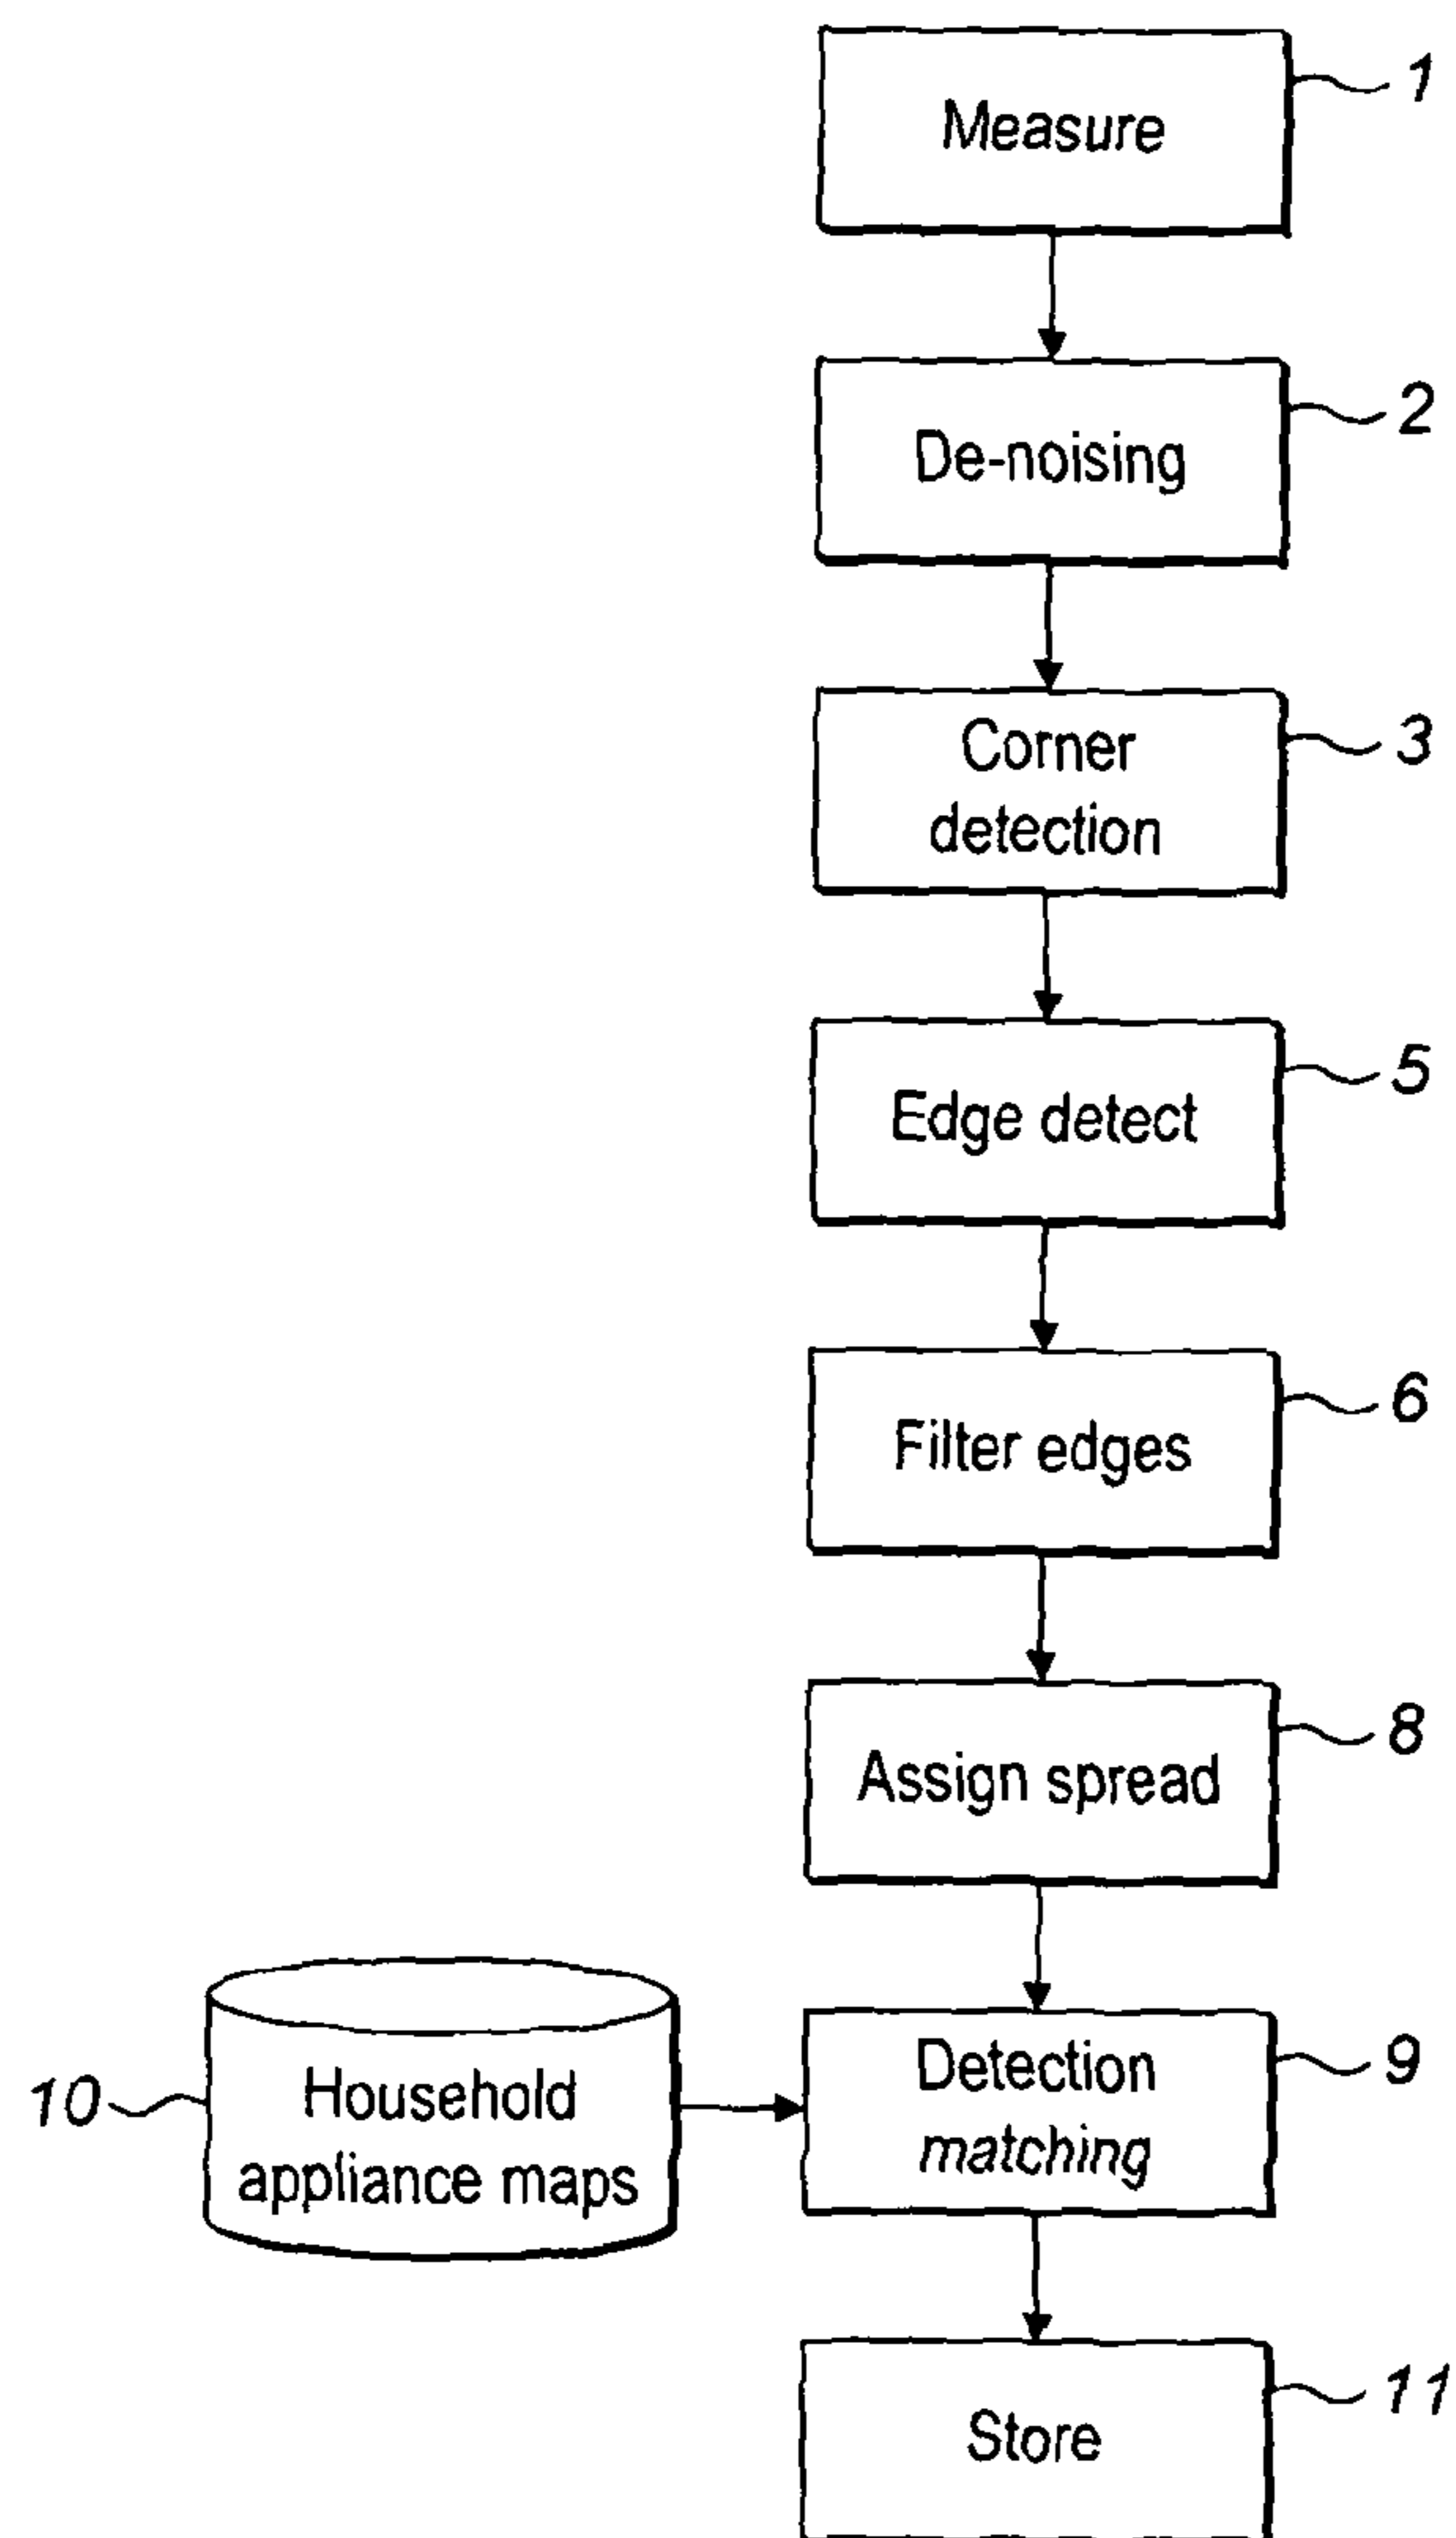 Measure
1
De-noising
2
Corner
detection
3
Edge detect
5
Filter edges
6
Assign spread
8
10
Household
appliance maps
Detection
matching
9
Store
11